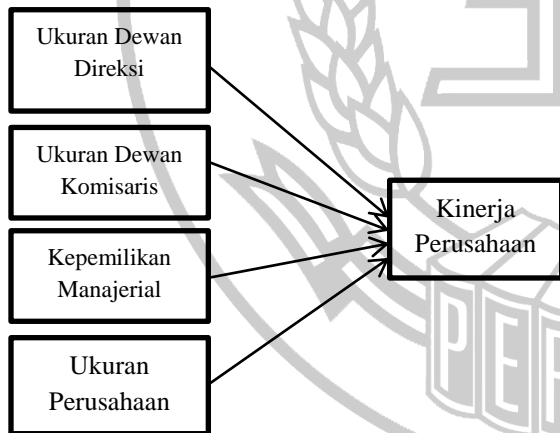 Ukuran Dewan
Direksi
Ukuran Dewan
Komisaris
Kepemilikan
Manajerial
Ukuran
Perusahaan
Kinerja
Perusahaan